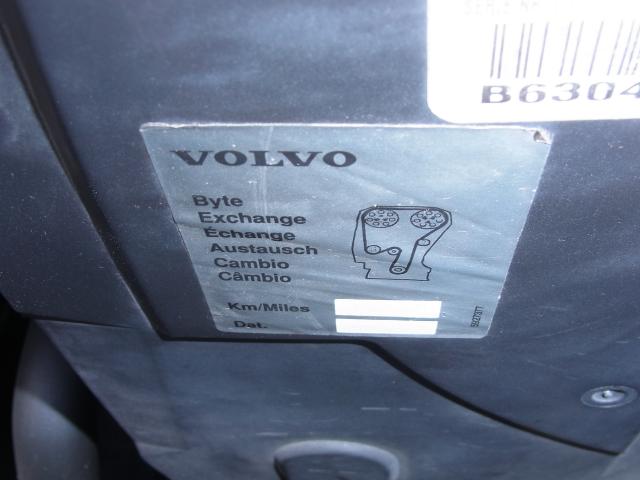 B6304
VOLVO
Byte
Exchange
Échange
Austausch
Cambio
Câmbio
Km/Miles
Dat.